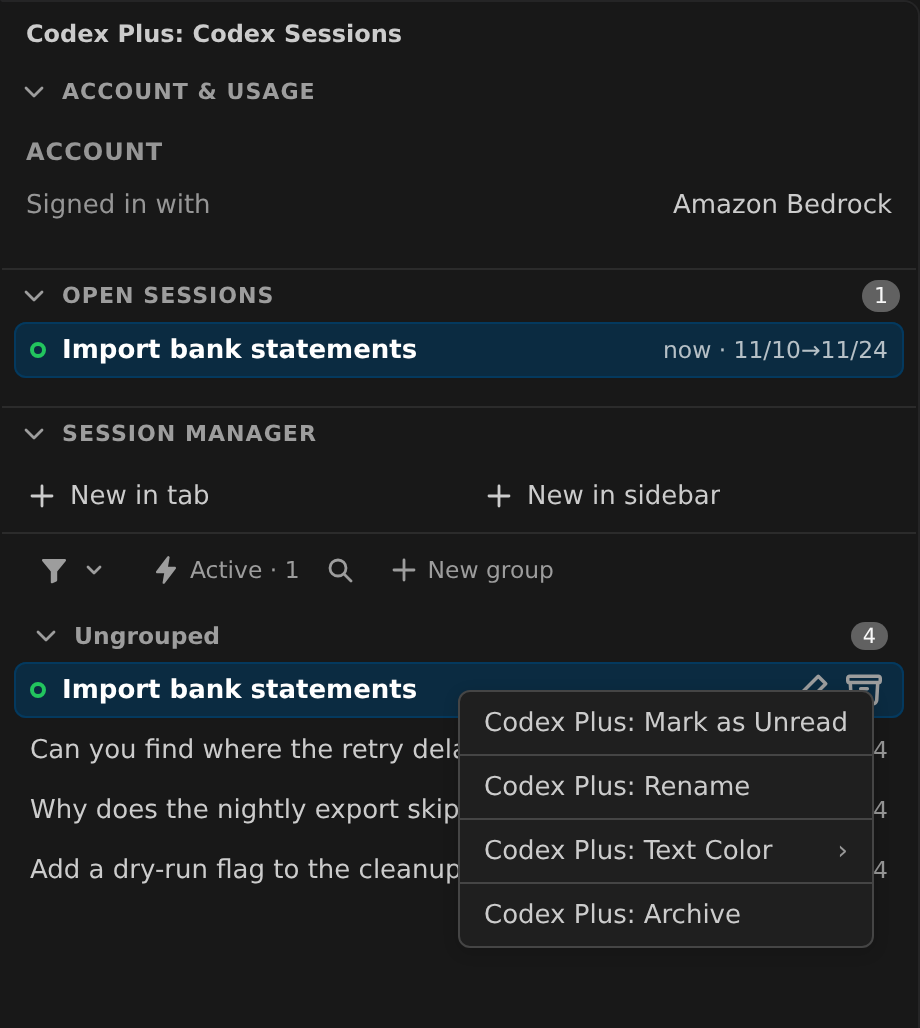 Codex Plus: Codex Sessions
ACCOUNT & USAGE
ACCOUNT
Signed in with Amazon Bedrock
OPEN SESSIONS 1
Import bank statements now · 11/10→11/24
SESSION MANAGER
+ New in tab + New in sidebar
Active · 1 + New group
Ungrouped 4
Import bank statements
Codex Plus: Mark as Unread
Can you find where the retry 4
Codex Plus: Rename
Why does the nightly export skip 4
Codex Plus: Text Color ›
Add a dry-run flag to the cleanup 4
Codex Plus: Archive